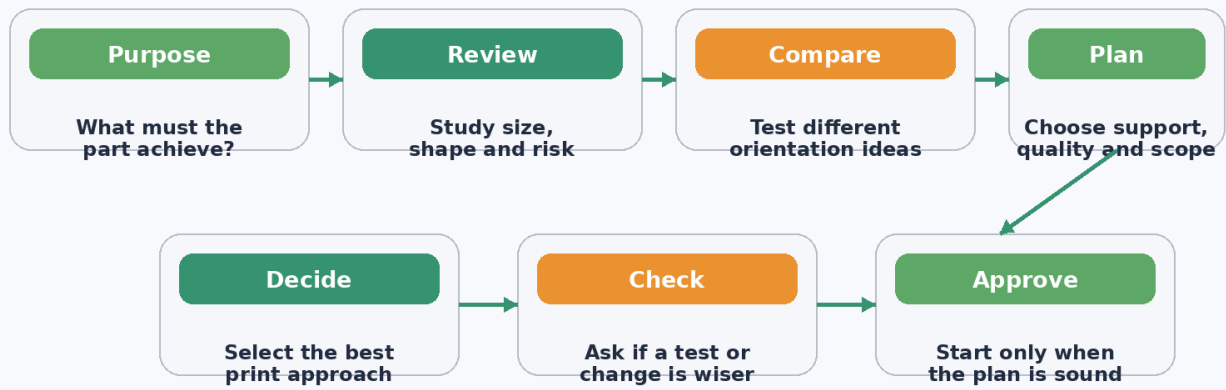 Purpose
What must the
part achieve?
Review
Study size,
shape and risk
Compare
Test different
orientation ideas
Plan
Choose support,
quality and scope
Decide
Select the best
print approach
Check
Ask if a test or
change is wiser
Approve
Start only when
the plan is sound